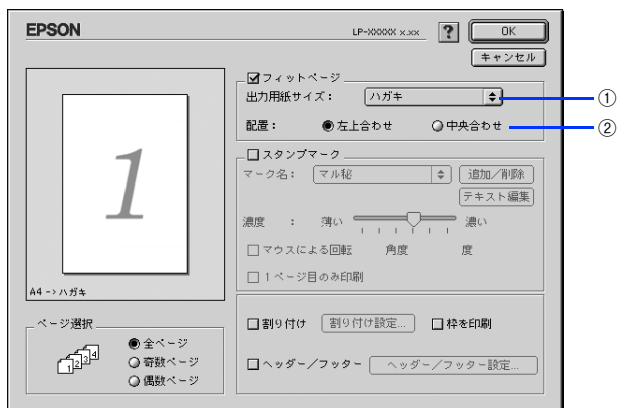 EPSON
LP-XXXXX x.xx
?
OK
キャンセル
フィットページ
出力用紙サイズ： ハガキ
①
配置： 左上合わせ 中央合わせ
②
1
A4 -> ハガキ
スタンプマーク
マーク名： マル秘 追加／削除
テキスト編集
濃度 ： 薄い 濃い
マウスによる回転 角度 度
1ページ目のみ印刷
ページ選択
1 2 3 4
全ページ
奇数ページ
偶数ページ
割り付け 割り付け設定... 枠を印刷
ヘッダー／フッター ヘッダー／フッター設定...